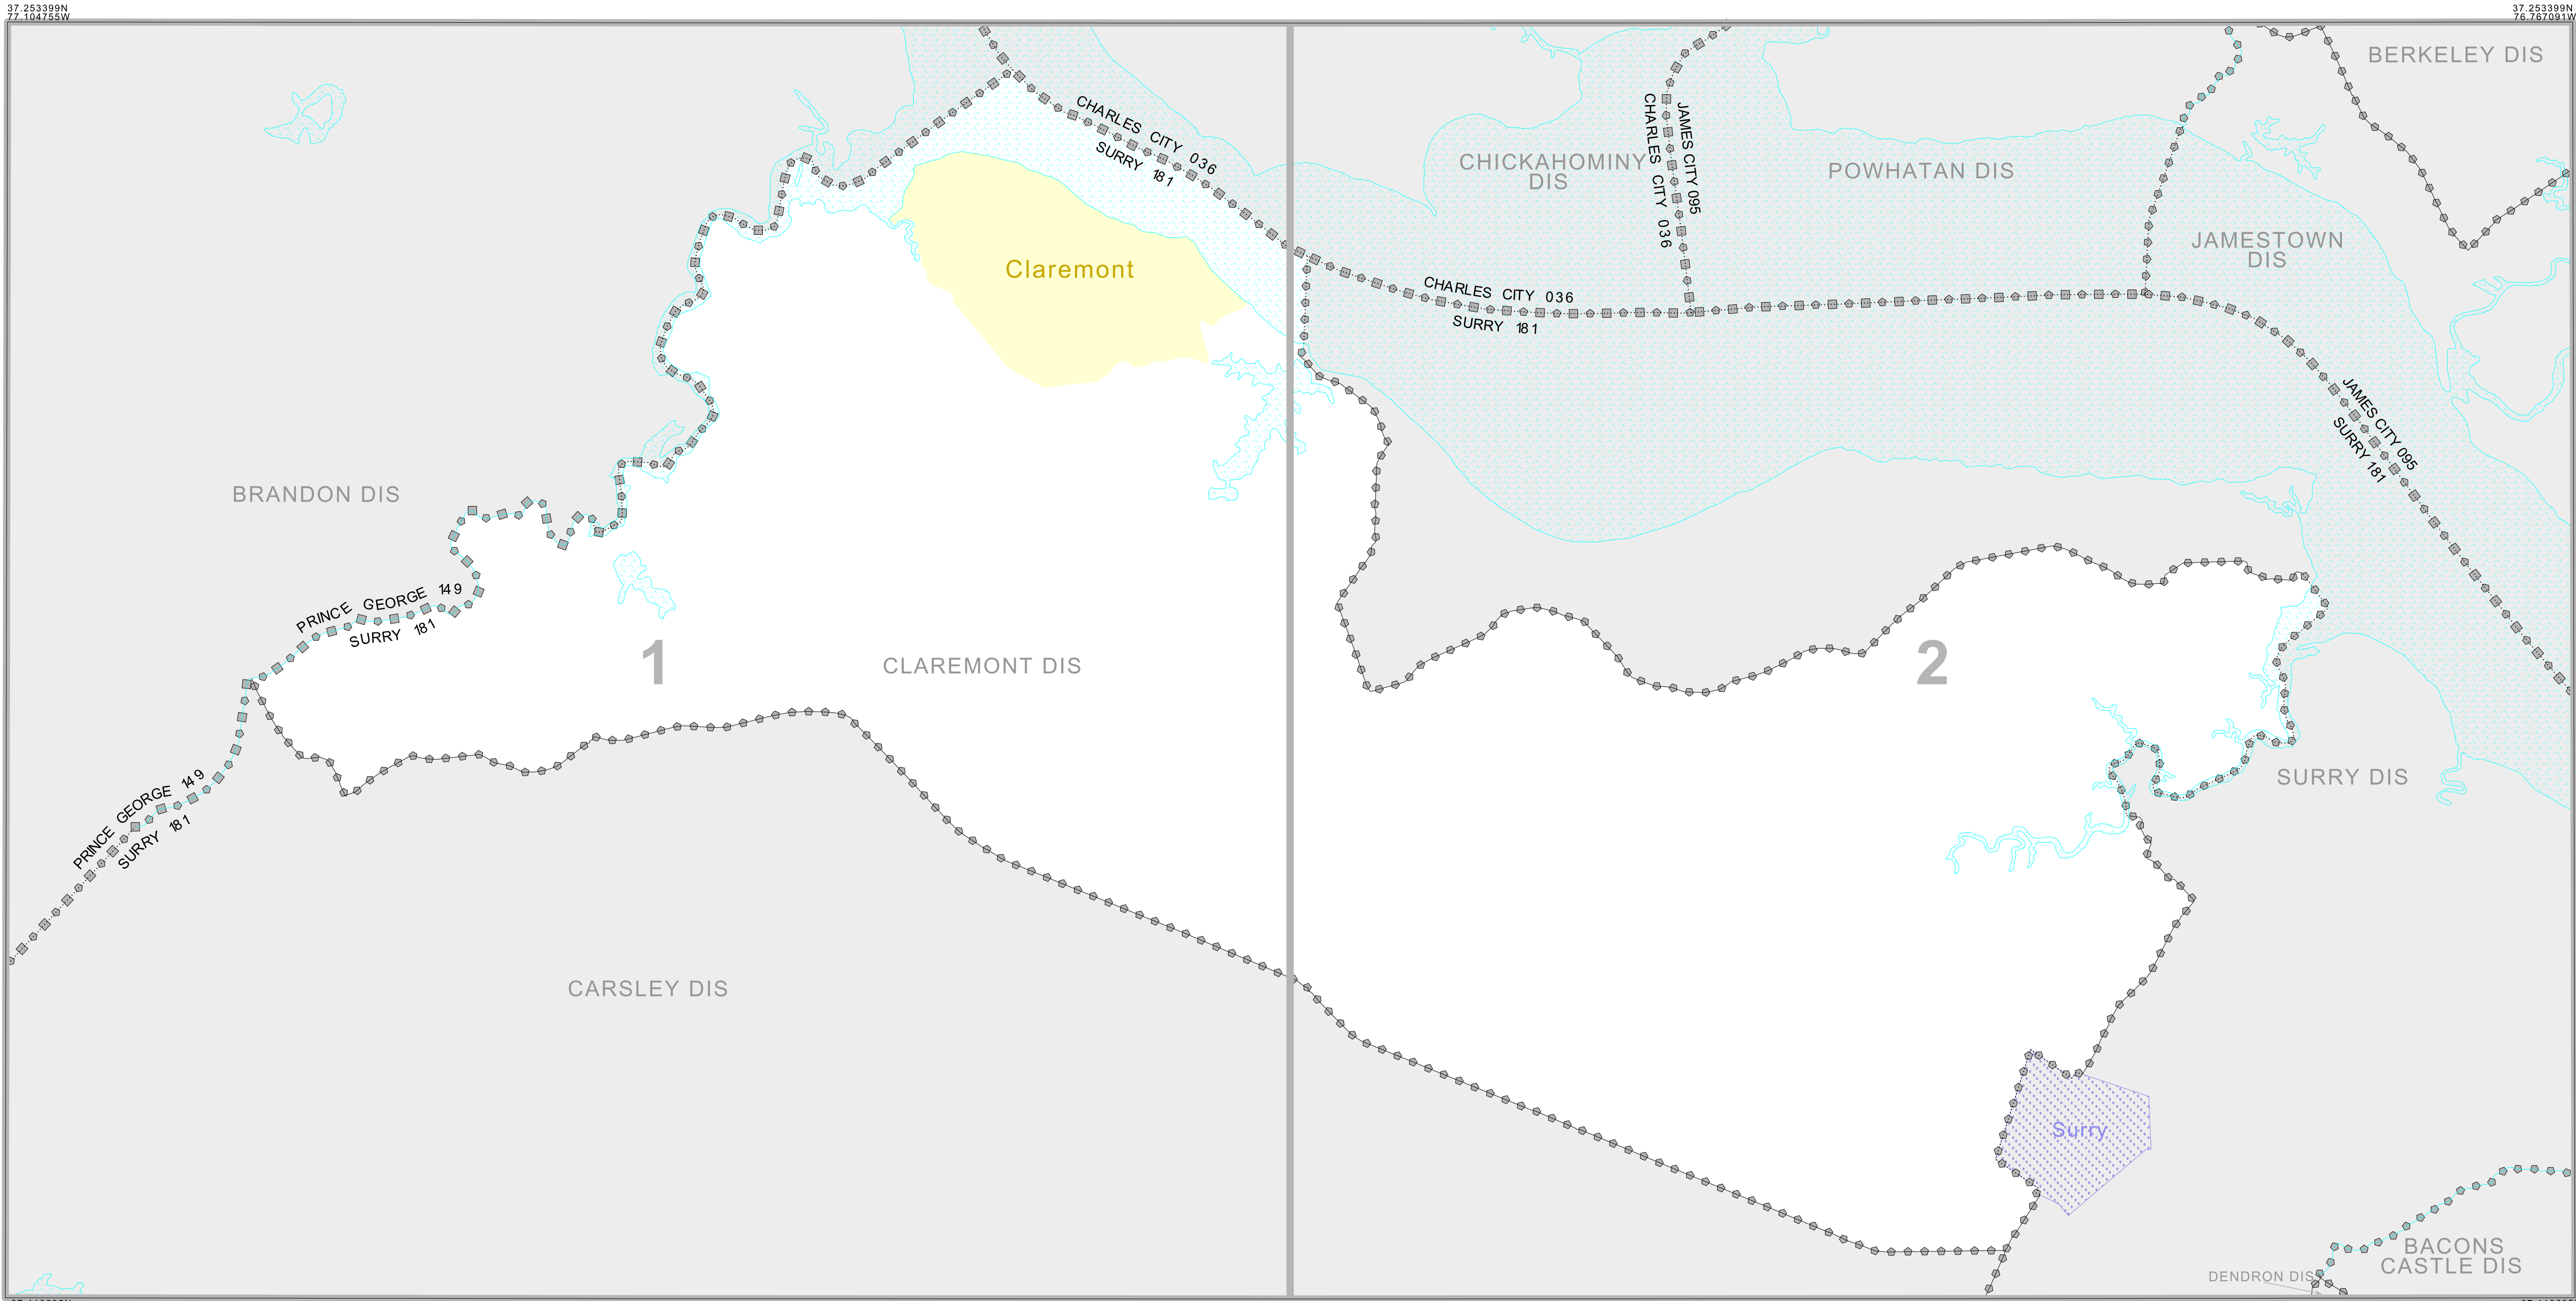 37.253399N
77.104755W
37.253399N
76.767091W
BERKELEY DIS
CHARLES CITY 036
SURRY 181
JAMES CITY 095
CHARLES CITY 036
CHICKAHOMINY
DIS
POWHATAN DIS
JAMESTOWN
DIS
Claremont
CHARLES CITY 036
SURRY 181
JAMES CITY 095
SURRY 181
BRANDON DIS
PRINCE GEORGE 149
SURRY 181
1
CLAREMONT DIS
2
SURRY DIS
PRINCE GEORGE 149
SURRY 181
CARSLEY DIS
Surry
BACONS
CASTLE DIS
DENDRON DIS